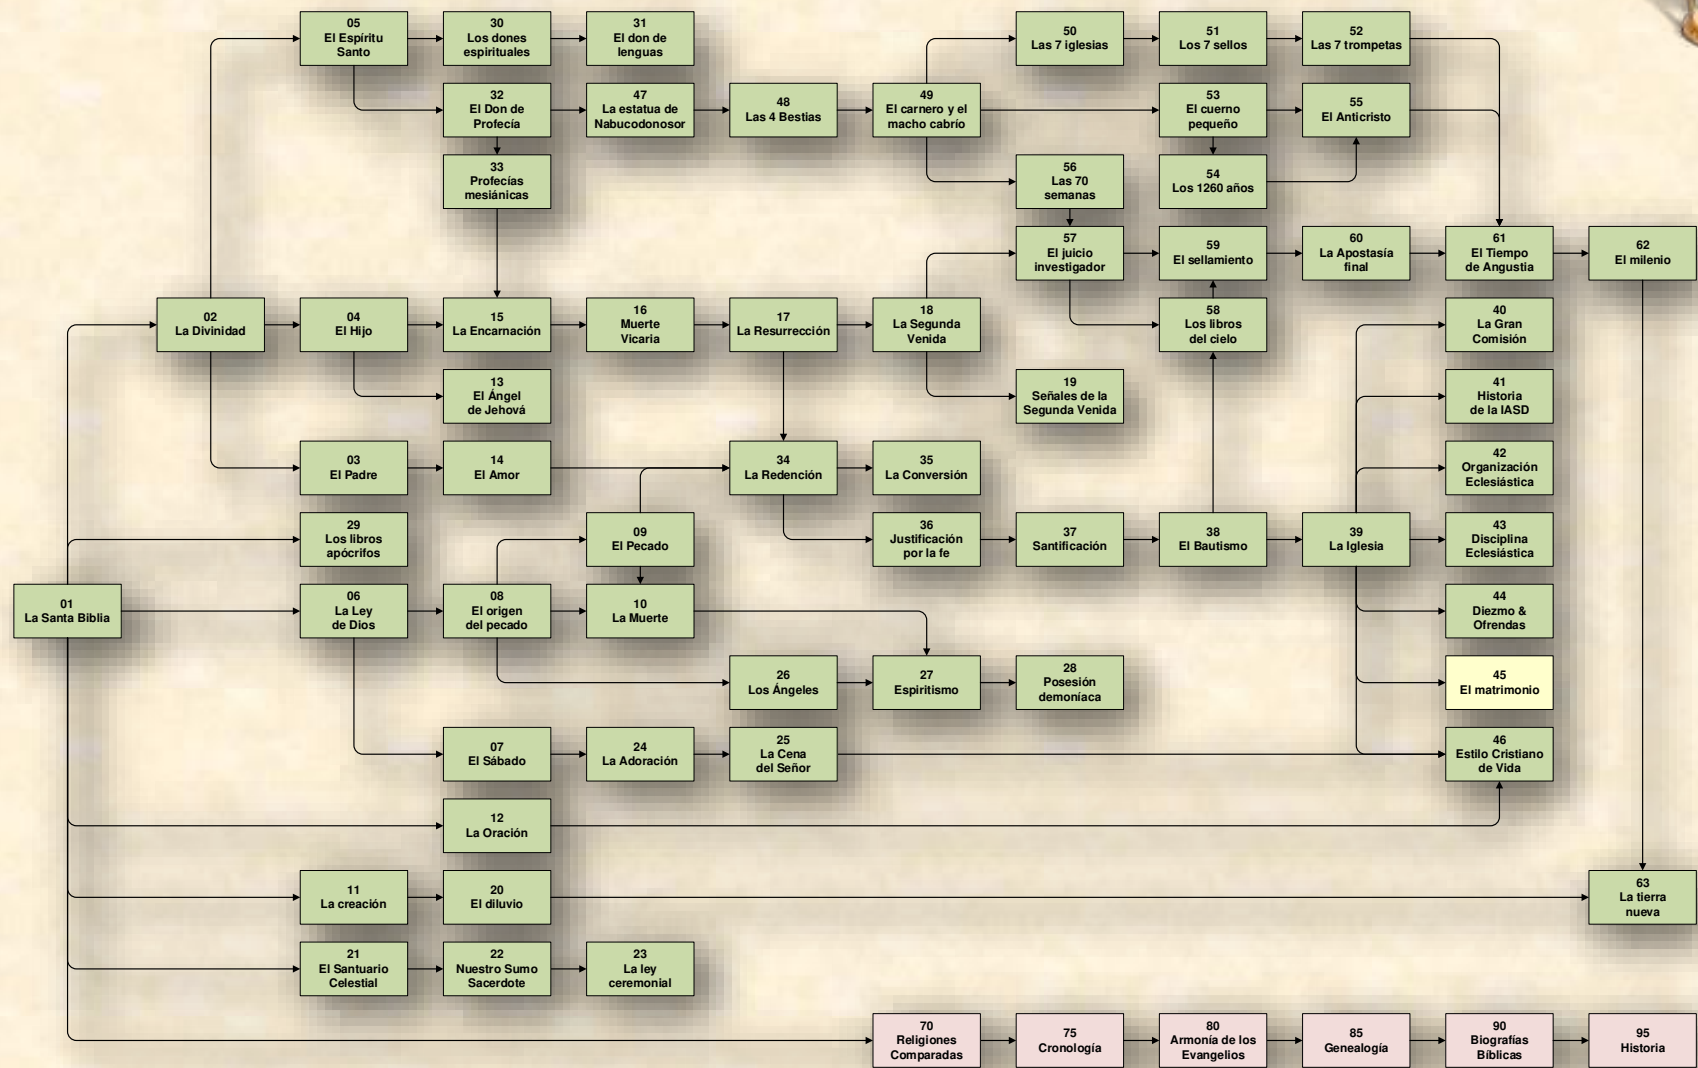 05
El Espíritu
Santo
30
Los dones
espirituales
31
El don de
lenguas
50
Las 7 iglesias
51
Los 7 sellos
52
Las 7 trompetas
32
El Don de
Profecía
47
La estatua de
Nabucodonosor
48
Las 4 Bestias
49
El carnero y el
macho cabrío
53
El cuerno
pequeño
55
El Anticristo
33
Profecías
mesiánicas
56
Las 70
semanas
54
Los 1260 años
57
El juicio
investigador
59
El sellamiento
60
La Apostasía
final
61
El Tiempo
de Angustia
62
El milenio
02
La Divinidad
04
El Hijo
15
La Encarnación
16
Muerte
Vicaria
17
La Resurrección
18
La Segunda
Venida
58
Los libros
del cielo
40
La Gran
Comisión
13
El Ángel
de Jehová
19
Señales de la
Segunda Venida
41
Historia
de la IASD
03
El Padre
14
El Amor
34
La Redención
35
La Conversión
42
Organización
Eclesiástica
29
Los libros
apócrifos
09
El Pecado
36
Justificación
por la fe
37
Santificación
38
El Bautismo
39
La Iglesia
43
Disciplina
Eclesiástica
01
La Santa Biblia
06
La Ley
de Dios
08
El origen
del pecado
10
La Muerte
44
Diezmo &
Ofrendas
26
Los Ángeles
27
Espiritismo
28
Posesión
demoníaca
45
El matrimonio
07
El Sábado
24
La Adoración
25
La Cena
del Señor
46
Estilo Cristiano
de Vida
12
La Oración
11
La creación
20
El diluvio
63
La tierra
nueva
21
El Santuario
Celestial
22
Nuestro Sumo
Sacerdote
23
La ley
ceremonial
70
Religiones
Comparadas
75
Cronología
80
Armonía de los
Evangelios
85
Genealogía
90
Biografías
Bíblicas
95
Historia